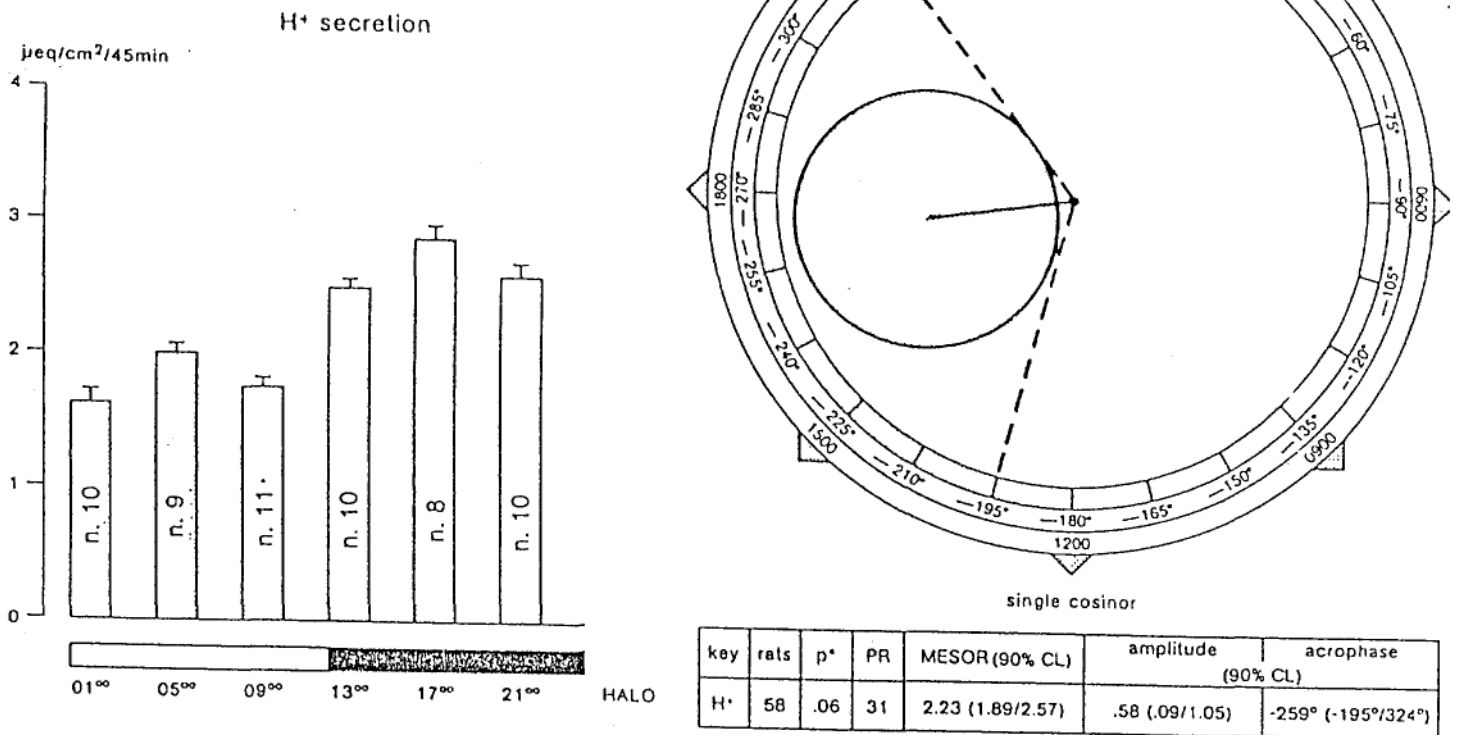 H⁺ secretion
µeq/cm²/45min
4
3
2
1
0
n. 10
n. 9
n. 11•
n. 10
n. 8
n. 10
01⁰⁰ 05⁰⁰ 09⁰⁰ 13⁰⁰ 17⁰⁰ 21⁰⁰ HALO
—60°
—75°
—90°
0600
—105°
—120°
—135°
0900
—150°
—165°
—180°
1200
—195°
—210°
—225°
1500
—240°
—255°
—270°
1800
—285°
—300°
single cosinor
key rats p• PR MESOR (90% CL) amplitude acrophase
(90% CL)
H• 58 .06 31 2.23 (1.89/2.57) .58 (.09/1.05) -259° (-195°/324°)